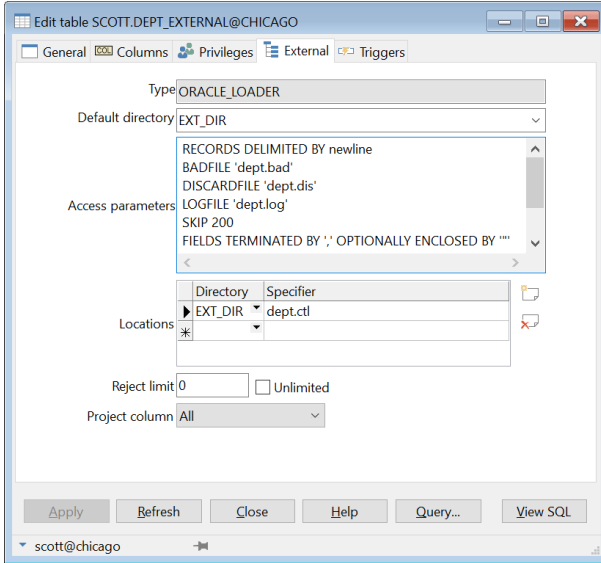 Edit table SCOTT.DEPT_EXTERNAL@CHICAGO
General COL Columns Privileges External Triggers
Type ORACLE_LOADER
Default directory EXT_DIR
Access parameters
RECORDS DELIMITED BY newline
BADFILE 'dept.bad'
DISCARDFILE 'dept.dis'
LOGFILE 'dept.log'
SKIP 200
FIELDS TERMINATED BY ',' OPTIONALLY ENCLOSED BY '"'
Locations
Directory Specifier
EXT_DIR dept.ctl
Reject limit 0 Unlimited
Project column All
Apply Refresh Close Help Query... View SQL
scott@chicago